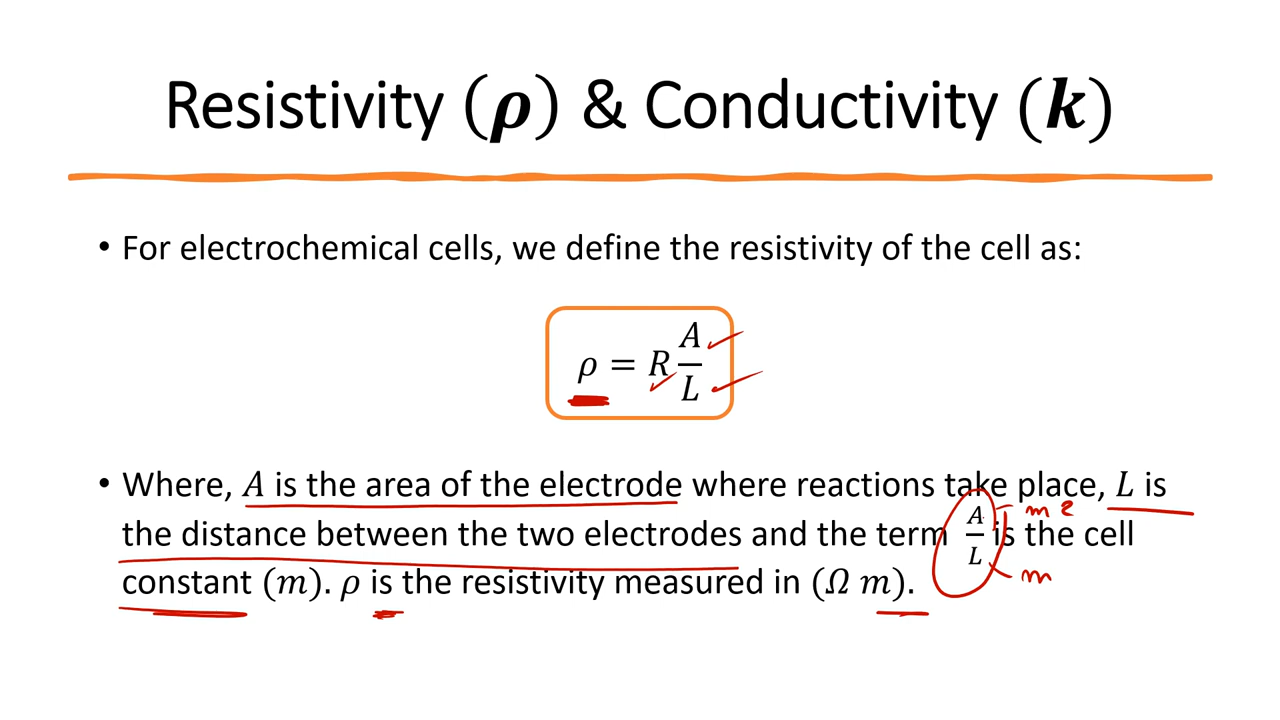 Resistivity (ρ) & Conductivity (k)
• For electrochemical cells, we define the resistivity of the cell as:
ρ = R A/L
• Where, A is the area of the electrode where reactions take place, L is
the distance between the two electrodes and the term A/L is the cell
m²
m
constant (m). ρ is the resistivity measured in (Ω m).